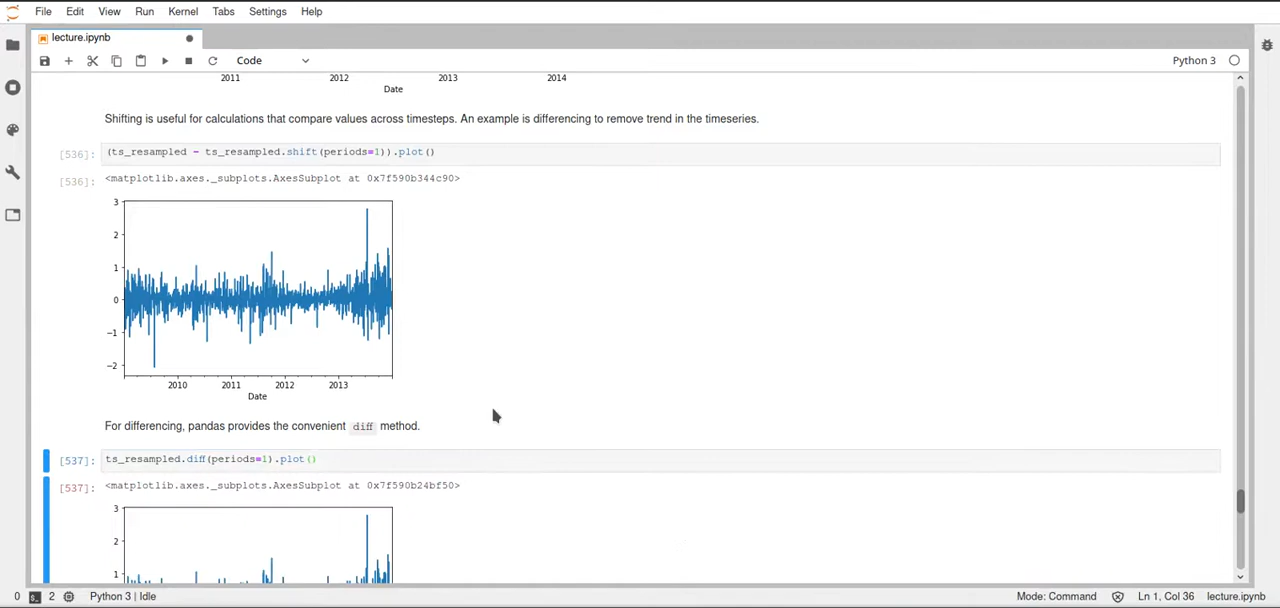 File Edit View Run Kernel Tabs Settings Help
lecture.ipynb
Code
Python 3
2011 2012 2013 2014
Date
Shifting is useful for calculations that compare values across timesteps. An example is differencing to remove trend in the timeseries.
[536]: (ts_resampled - ts_resampled.shift(periods=1)).plot()
[536]: <matplotlib.axes._subplots.AxesSubplot at 0x7f590b344c90>
3
2
1
0
−1
−2
2010 2011 2012 2013
Date
For differencing, pandas provides the convenient diff method.
[537]: ts_resampled.diff(periods=1).plot()
[537]: <matplotlib.axes._subplots.AxesSubplot at 0x7f590b24bf50>
3
2
1
0 2 Python 3 | Idle Mode: Command Ln 1, Col 36 lecture.ipynb